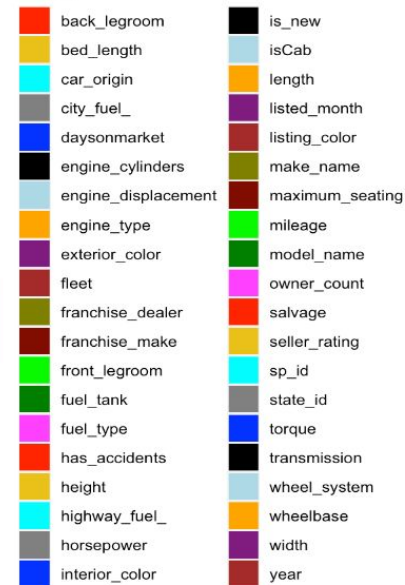 back_legroom
bed_length
car_origin
city_fuel_
daysonmarket
engine_cylinders
engine_displacement
engine_type
exterior_color
fleet
franchise_dealer
franchise_make
front_legroom
fuel_tank
fuel_type
has_accidents
height
highway_fuel_
horsepower
interior_color
is_new
isCab
length
listed_month
listing_color
make_name
maximum_seating
mileage
model_name
owner_count
salvage
seller_rating
sp_id
state_id
torque
transmission
wheel_system
wheelbase
width
year